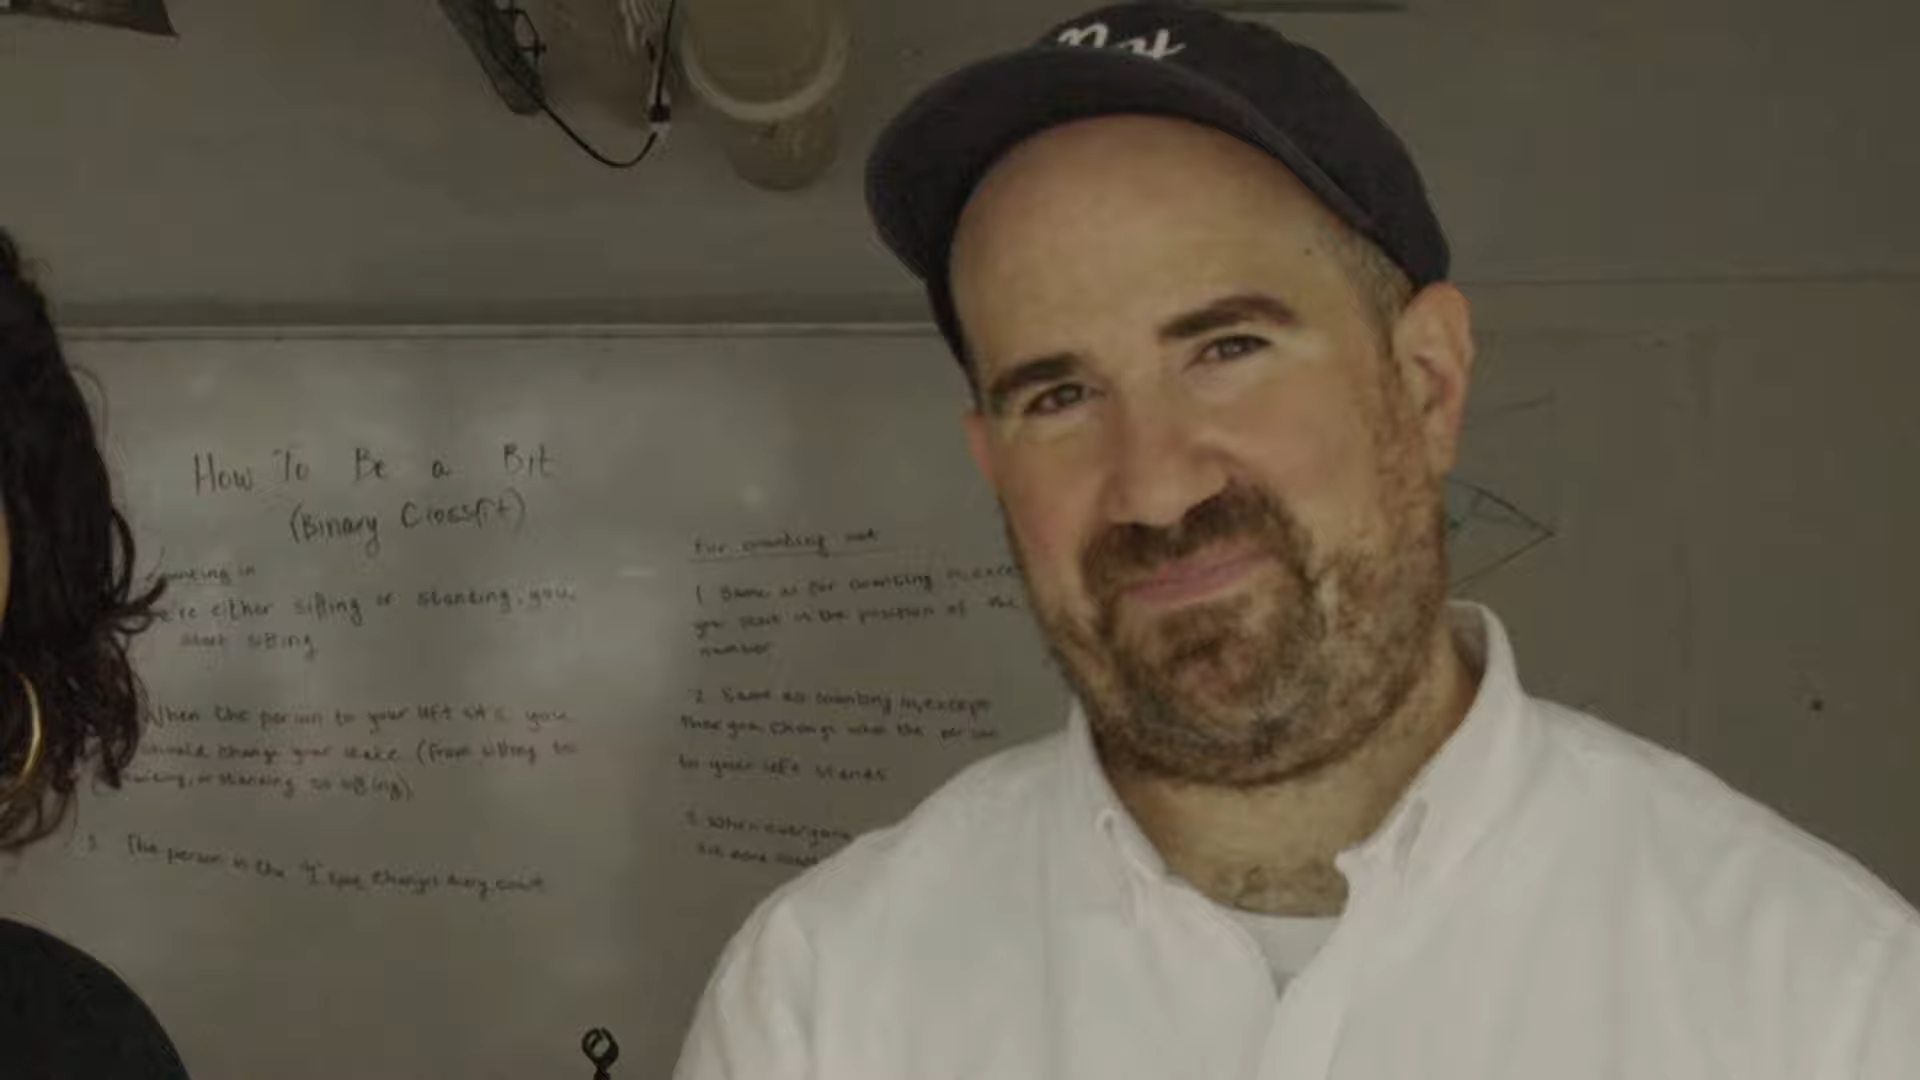 How To Be a Bit
(Binary Crossfit)
counting in
either sitting or standing, you
start sitting
When the person to your left sits you
should change your state (from sitting to
standing, or standing to sitting).
3. The person in the "1" spot changes every count
For counting out
1. Same as for counting in, except
you start in the position of the
number
2. Same as counting in, except
that you change when the person
to your left stands
3. When everyone